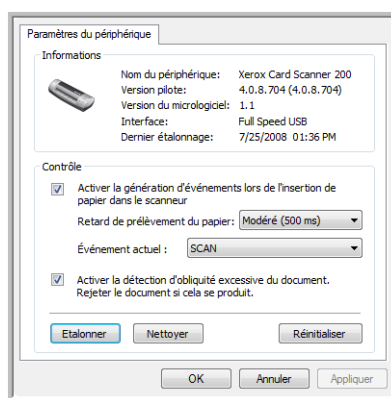 Paramètres du périphérique
Informations
Nom du périphérique: Xerox Card Scanner 200
Version pilote: 4.0.8.704 (4.0.8.704)
Version du micrologiciel: 1.1
Interface: Full Speed USB
Dernier étalonnage: 7/25/2008 01:36 PM
Contrôle
Activer la génération d'événements lors de l'insertion de
papier dans le scanneur
Retard de prélèvement du papier: Modéré (500 ms)
Événement actuel : SCAN
Activer la détection d'obliquité excessive du document.
Rejeter le document si cela se produit.
Etalonner Nettoyer Réinitialiser
OK Annuler Appliquer